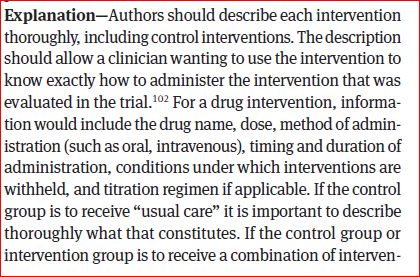 Explanation—Authors should describe each intervention
thoroughly, including control interventions. The description
should allow a clinician wanting to use the intervention to
know exactly how to administer the intervention that was
evaluated in the trial.102 For a drug intervention, informa-
tion would include the drug name, dose, method of admin-
istration (such as oral, intravenous), timing and duration of
administration, conditions under which interventions are
withheld, and titration regimen if applicable. If the control
group is to receive “usual care” it is important to describe
thoroughly what that constitutes. If the control group or
intervention group is to receive a combination of interven-